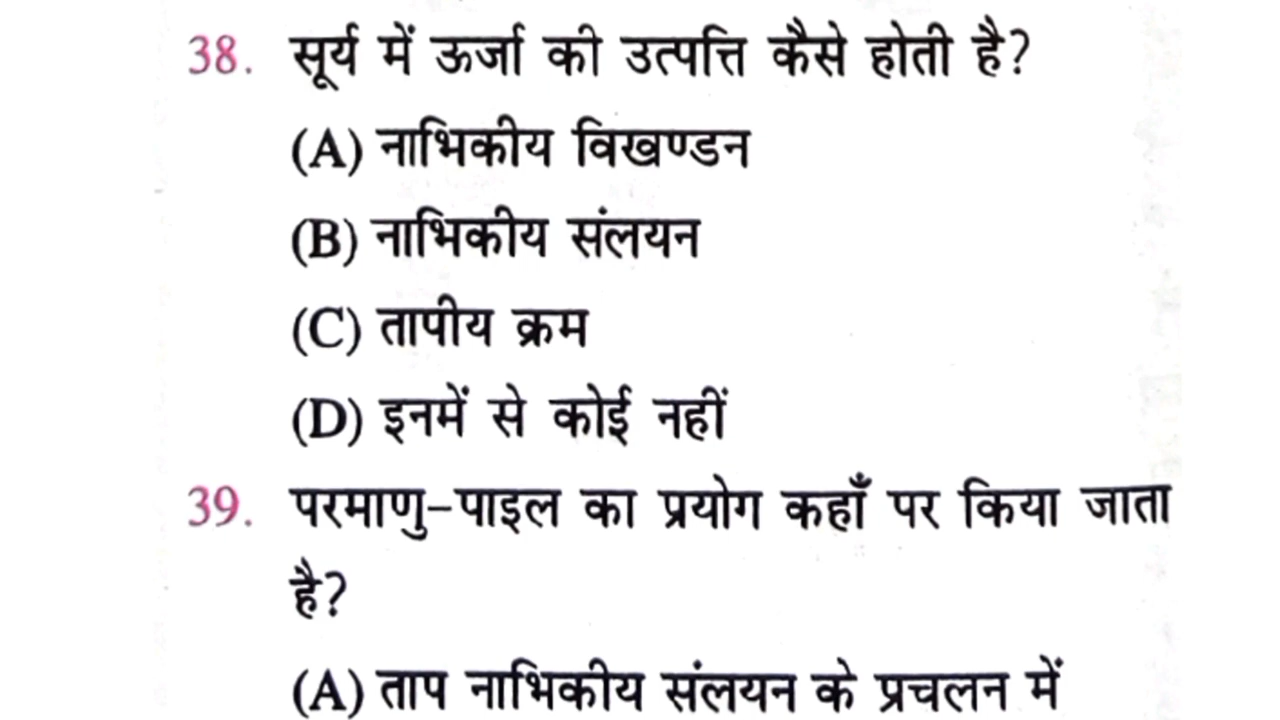 38. सूर्य में ऊर्जा की उत्पत्ति कैसे होती है?
(A) नाभिकीय विखण्डन
(B) नाभिकीय संलयन
(C) तापीय क्रम
(D) इनमें से कोई नहीं
39. परमाणु-पाइल का प्रयोग कहाँ पर किया जाता
है?
(A) ताप नाभिकीय संलयन के प्रचलन में